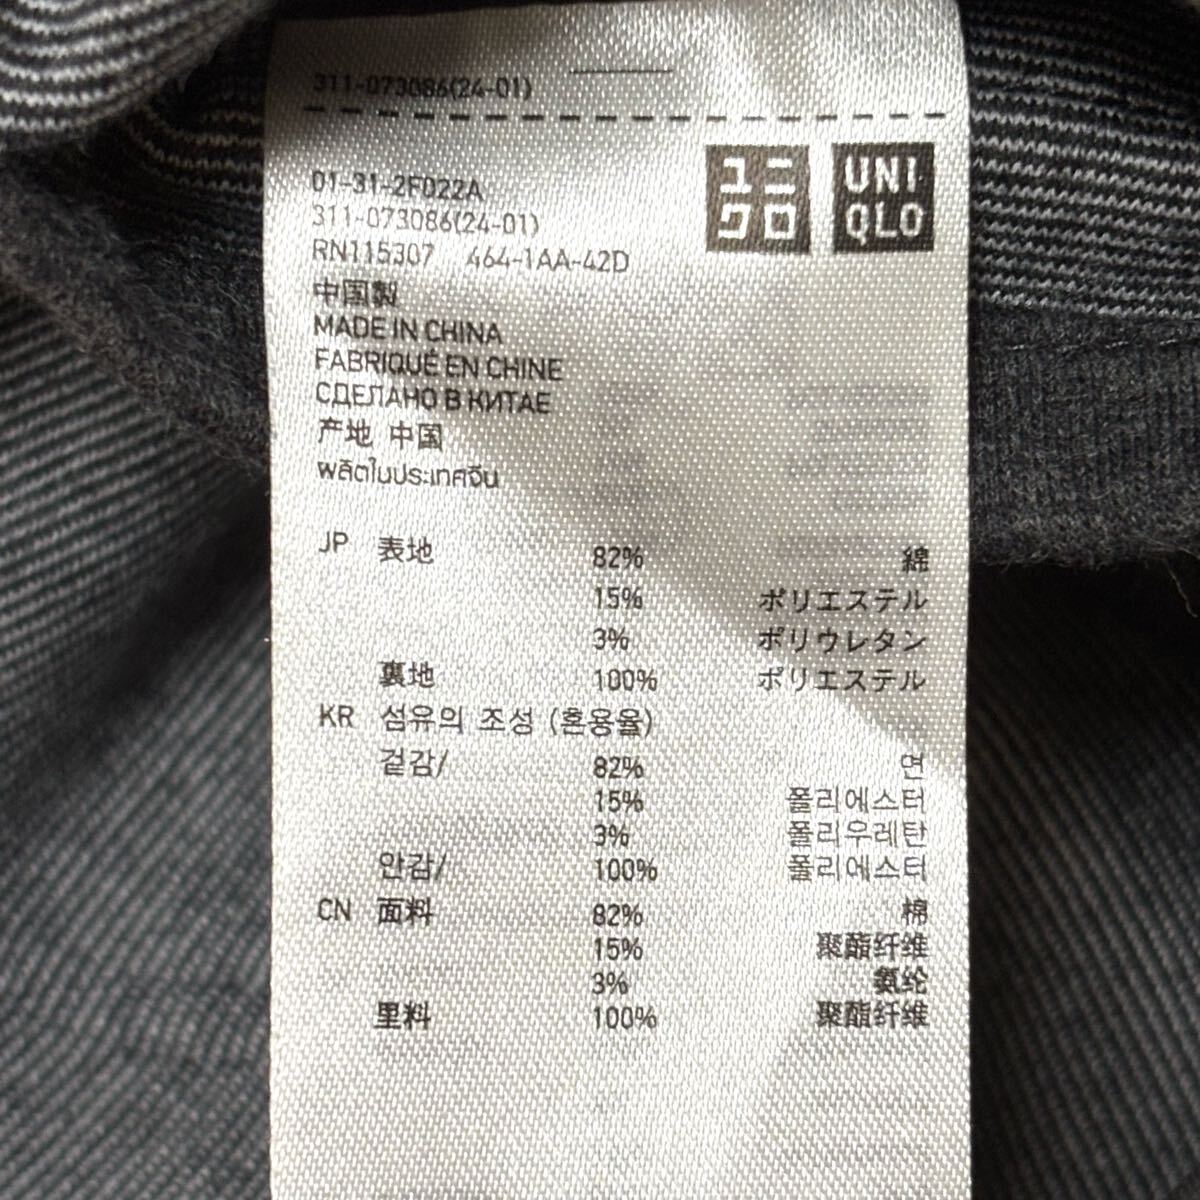 311-073086(24-01)
ユニ
クロ
UNI
QLO
01-31-2F022A
311-073086(24-01)
RN115307 464-1AA-42D
中国製
MADE IN CHINA
FABRIQUÉ EN CHINE
СДЕЛАНО В КИТАЕ
产地 中国
ผลิตในประเทศจีน
JP 表地 82% 綿
15% ポリエステル
3% ポリウレタン
裏地 100% ポリエステル
KR 섬유의 조성 (혼용율)
겉감/ 82% 면
15% 폴리에스터
3% 폴리우레탄
안감/ 100% 폴리에스터
CN 面料 82% 棉
15% 聚酯纤维
3% 氨纶
里料 100% 聚酯纤维